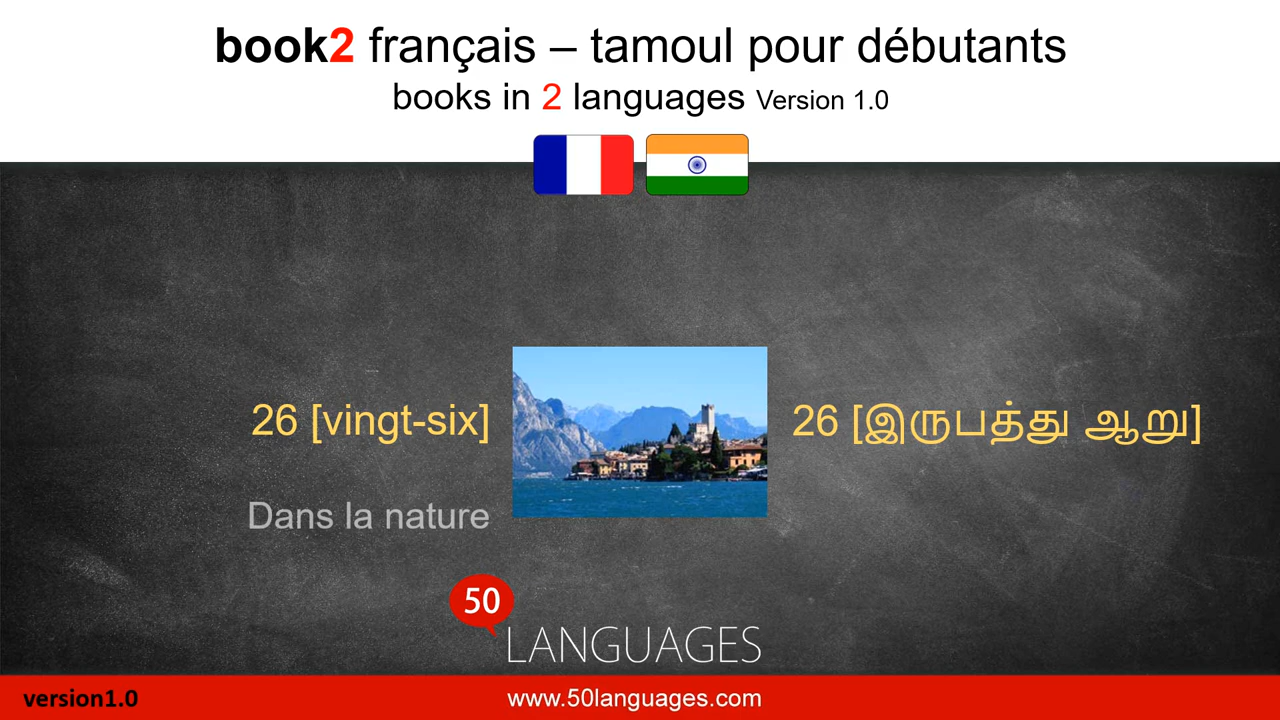 book2 français – tamoul pour débutants
books in 2 languages Version 1.0
26 [vingt-six]
26 [இருபத்து ஆறு]
Dans la nature
50
LANGUAGES
version1.0
www.50languages.com